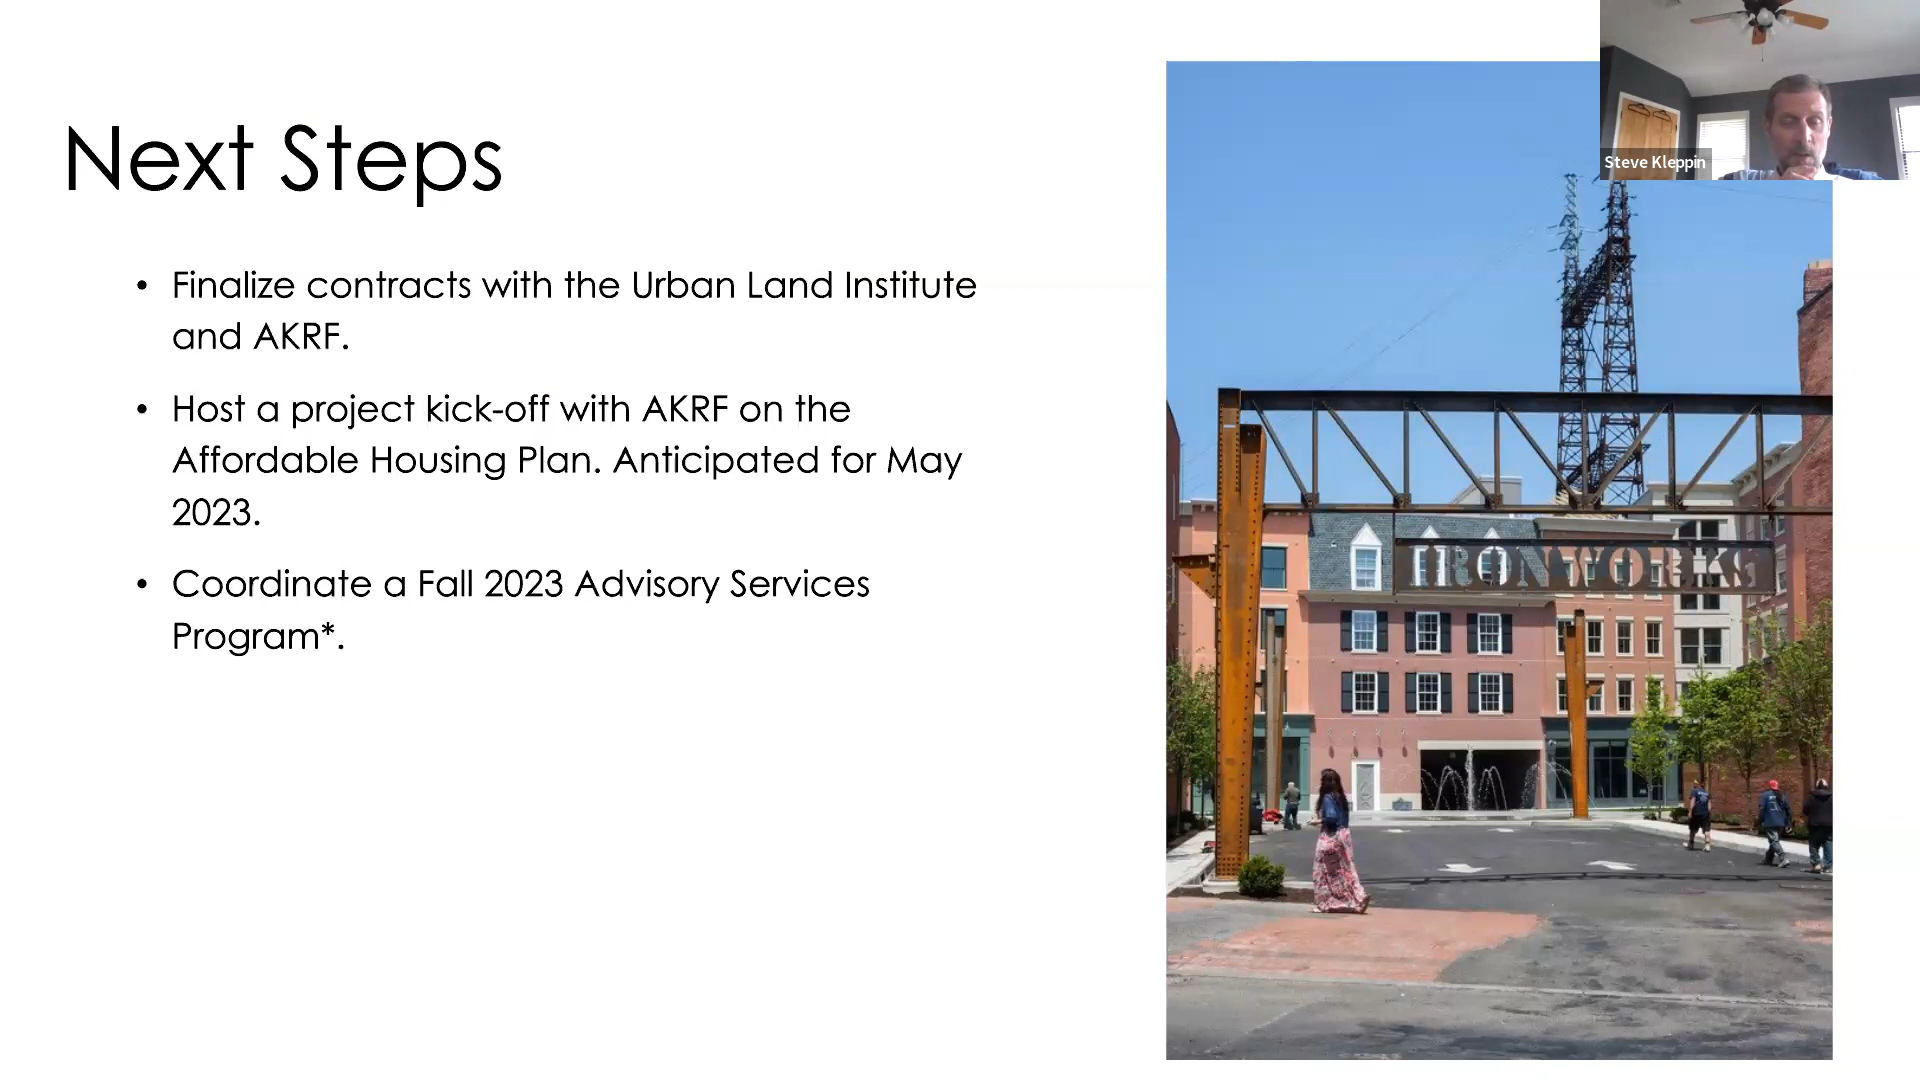 Steve Kleppin
Next Steps
• Finalize contracts with the Urban Land Institute
and AKRF.
• Host a project kick-off with AKRF on the
Affordable Housing Plan. Anticipated for May
2023.
• Coordinate a Fall 2023 Advisory Services
Program*.
IRONWORKS